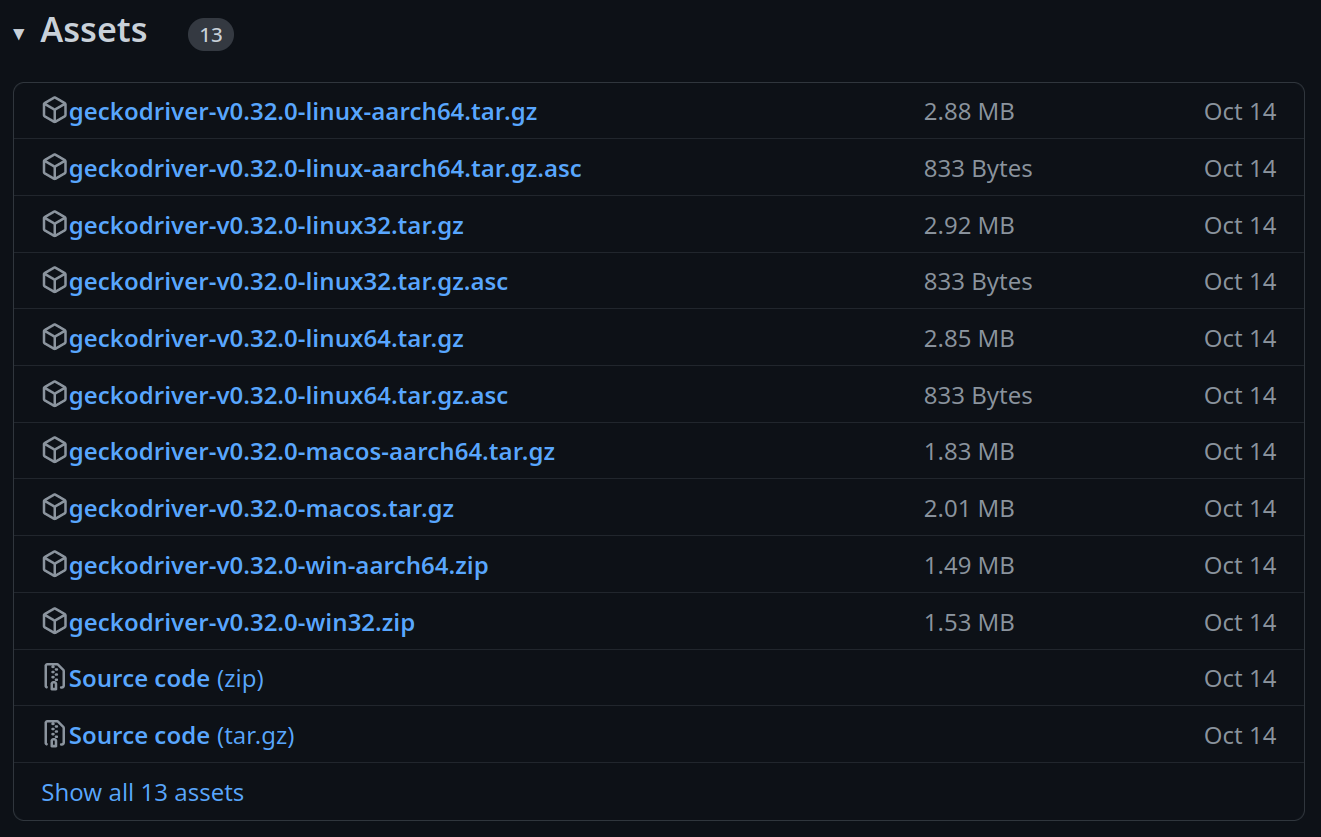 Assets 13
geckodriver-v0.32.0-linux-aarch64.tar.gz 2.88 MB Oct 14
geckodriver-v0.32.0-linux-aarch64.tar.gz.asc 833 Bytes Oct 14
geckodriver-v0.32.0-linux32.tar.gz 2.92 MB Oct 14
geckodriver-v0.32.0-linux32.tar.gz.asc 833 Bytes Oct 14
geckodriver-v0.32.0-linux64.tar.gz 2.85 MB Oct 14
geckodriver-v0.32.0-linux64.tar.gz.asc 833 Bytes Oct 14
geckodriver-v0.32.0-macos-aarch64.tar.gz 1.83 MB Oct 14
geckodriver-v0.32.0-macos.tar.gz 2.01 MB Oct 14
geckodriver-v0.32.0-win-aarch64.zip 1.49 MB Oct 14
geckodriver-v0.32.0-win32.zip 1.53 MB Oct 14
Source code (zip) Oct 14
Source code (tar.gz) Oct 14
Show all 13 assets